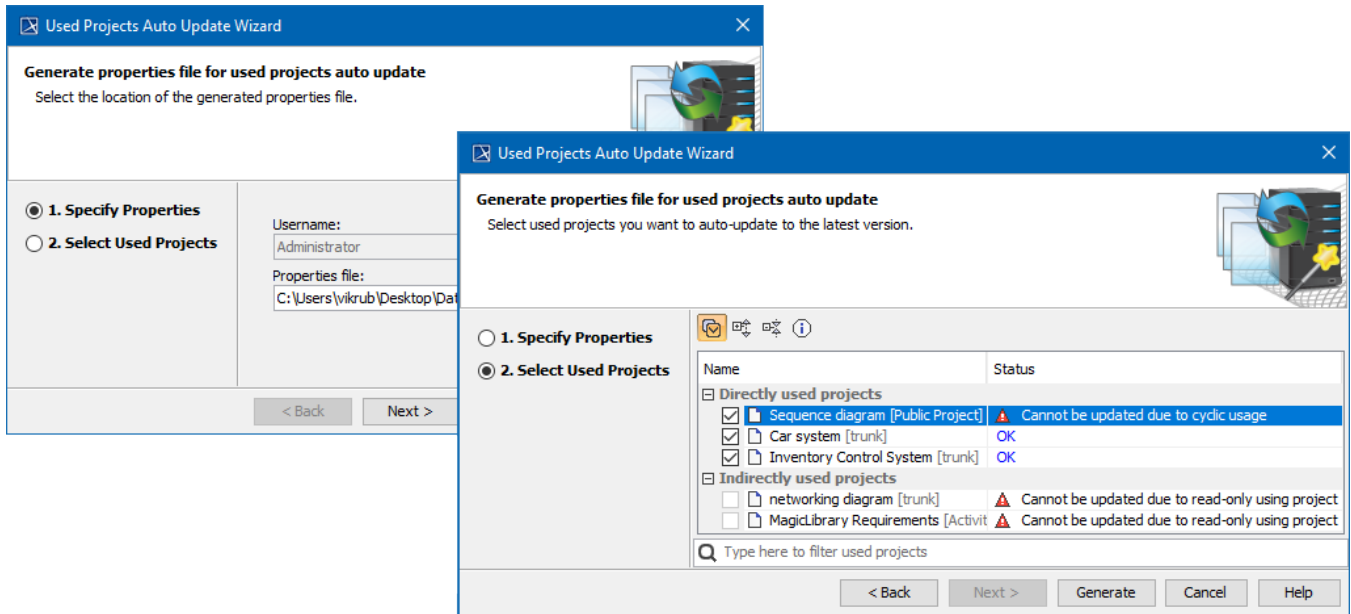 Used Projects Auto Update Wizard
Generate properties file for used projects auto update
Select the location of the generated properties file.
1. Specify Properties
2. Select Used Projects
Username:
Administrator
Properties file:
C:\Users\vikrub\Desktop\Dat
< Back Next >
Used Projects Auto Update Wizard
Generate properties file for used projects auto update
Select used projects you want to auto-update to the latest version.
1. Specify Properties
2. Select Used Projects
Name Status
Directly used projects
Sequence diagram [Public Project] Cannot be updated due to cyclic usage
Car system [trunk] OK
Inventory Control System [trunk] OK
Indirectly used projects
networking diagram [trunk] Cannot be updated due to read-only using project
MagicLibrary Requirements [Activit Cannot be updated due to read-only using project
Type here to filter used projects
< Back Next > Generate Cancel Help